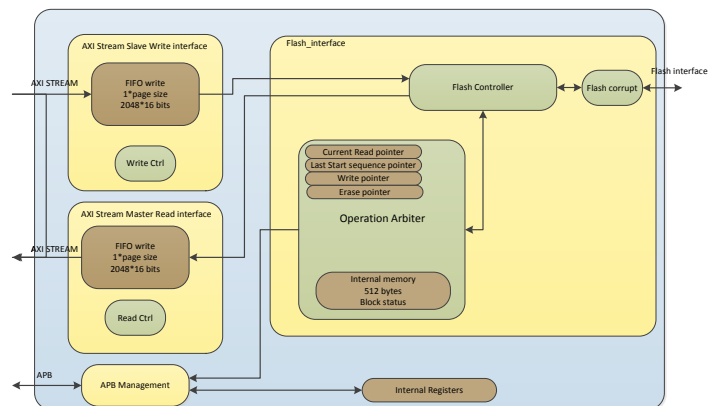 AXI Stream Slave Write interface
Flash_interface
AXI STREAM
FIFO write
1*page size
2048*16 bits
Write Ctrl
Flash Controller
Flash corrupt
Flash interface
Current Read pointer
Last Start sequence pointer
Write pointer
Erase pointer
Operation Arbiter
Internal memory
512 bytes
Block status
AXI Stream Master Read interface
AXI STREAM
FIFO write
1*page size
2048*16 bits
Read Ctrl
APB
APB Management
Internal Registers